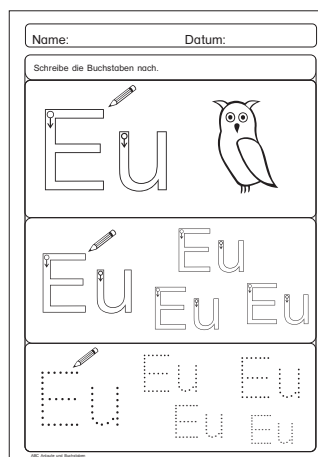 Name: Datum:
Schreibe die Buchstaben nach.
Eu
Eu Eu
Eu Eu
Eu Eu Eu
Eu Eu
ABC Anlaute und Buchstaben